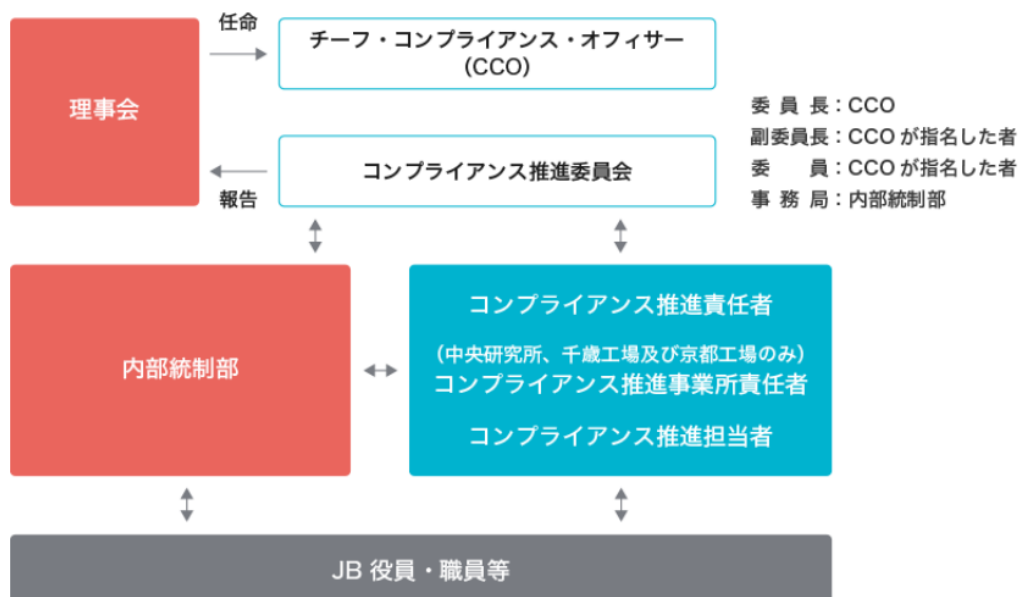 任命
チーフ・コンプライアンス・オフィサー
（CCO）
理事会
委員長：CCO
副委員長：CCO が指名した者
委員：CCO が指名した者
事務局：内部統制部
コンプライアンス推進委員会
報告
コンプライアンス推進責任者
（中央研究所、千歳工場及び京都工場のみ）
コンプライアンス推進事業所責任者
コンプライアンス推進担当者
内部統制部
JB 役員・職員等